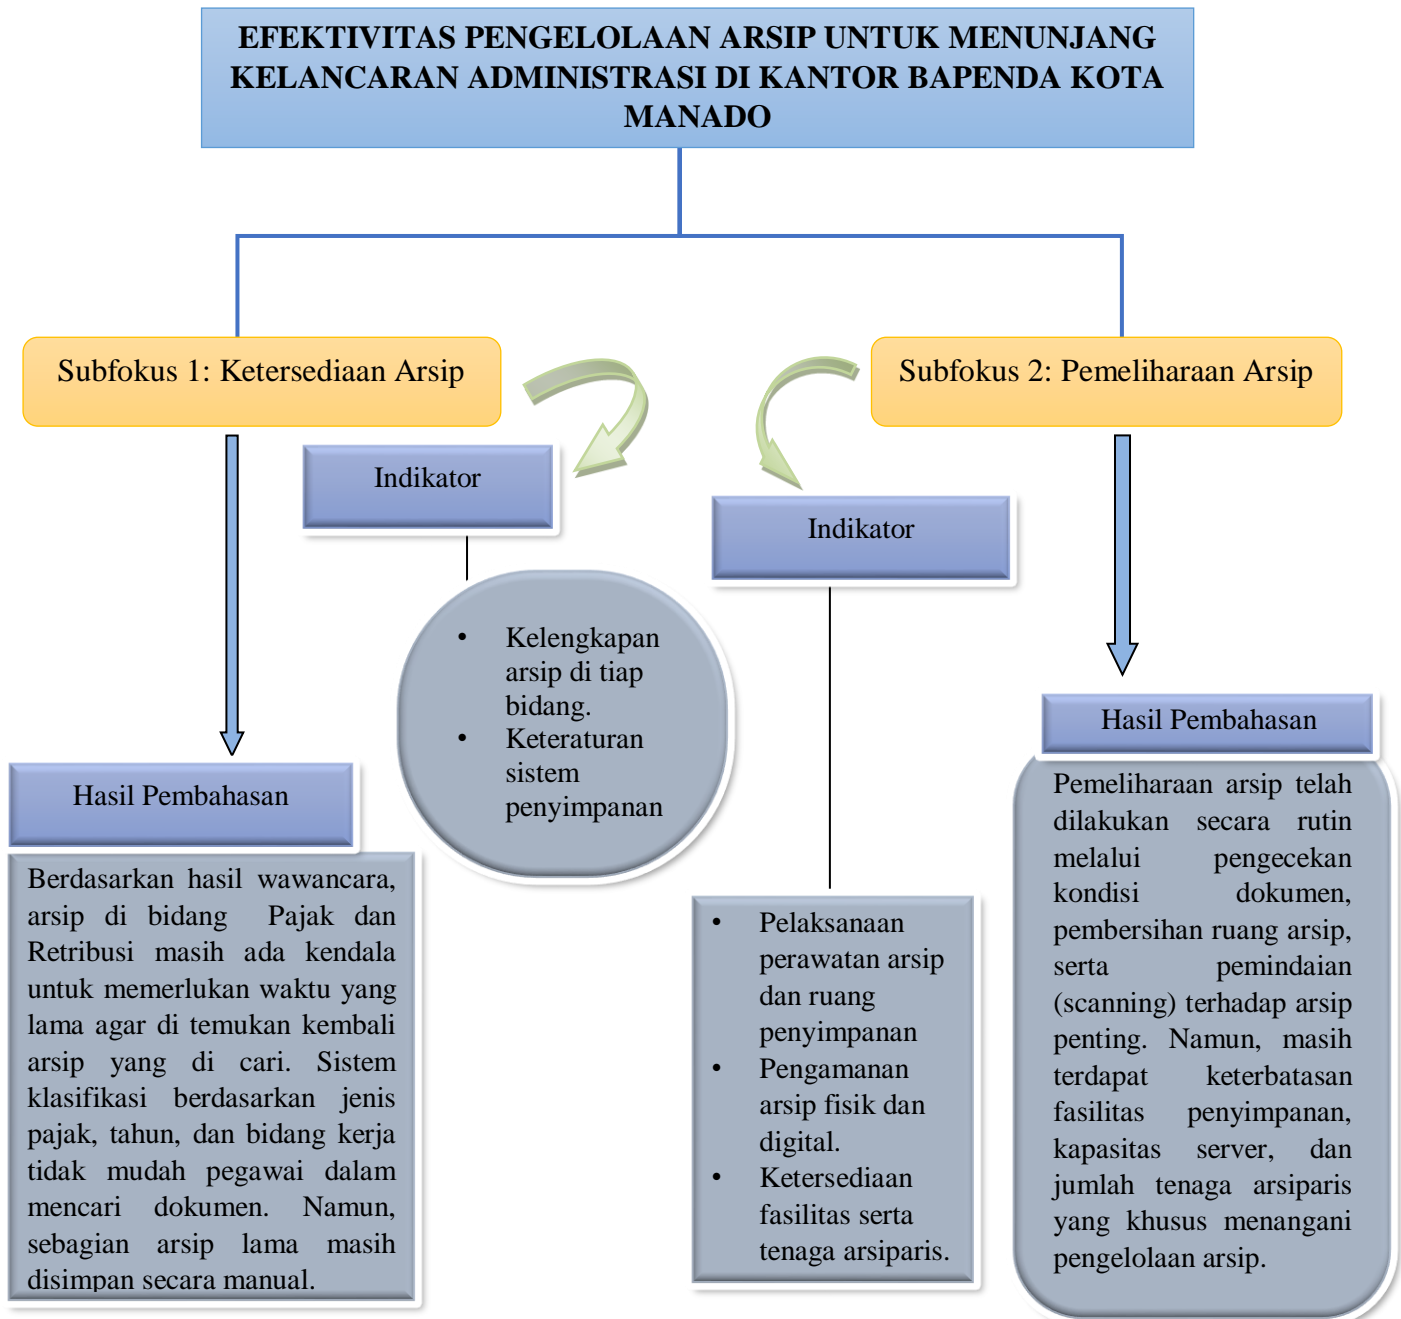 EFEKTIVITAS PENGELOLAAN ARSIP UNTUK MENUNJANG
KELANCARAN ADMINISTRASI DI KANTOR BAPENDA KOTA
MANADO
Subfokus 1: Ketersediaan Arsip
Indikator
• Kelengkapan
arsip di tiap
bidang.
• Keteraturan
sistem
penyimpanan
Hasil Pembahasan
Berdasarkan hasil wawancara,
arsip di bidang Pajak dan
Retribusi masih ada kendala
untuk memerlukan waktu yang
lama agar di temukan kembali
arsip yang di cari. Sistem
klasifikasi berdasarkan jenis
pajak, tahun, dan bidang kerja
tidak mudah pegawai dalam
mencari dokumen. Namun,
sebagian arsip lama masih
disimpan secara manual.
Subfokus 2: Pemeliharaan Arsip
Indikator
• Pelaksanaan
perawatan arsip
dan ruang
penyimpanan
• Pengamanan
arsip fisik dan
digital.
• Ketersediaan
fasilitas serta
tenaga arsiparis.
Hasil Pembahasan
Pemeliharaan arsip telah
dilakukan secara rutin
melalui pengecekan
kondisi dokumen,
pembersihan ruang arsip,
serta pemindaian
(scanning) terhadap arsip
penting. Namun, masih
terdapat keterbatasan
fasilitas penyimpanan,
kapasitas server, dan
jumlah tenaga arsiparis
yang khusus menangani
pengelolaan arsip.